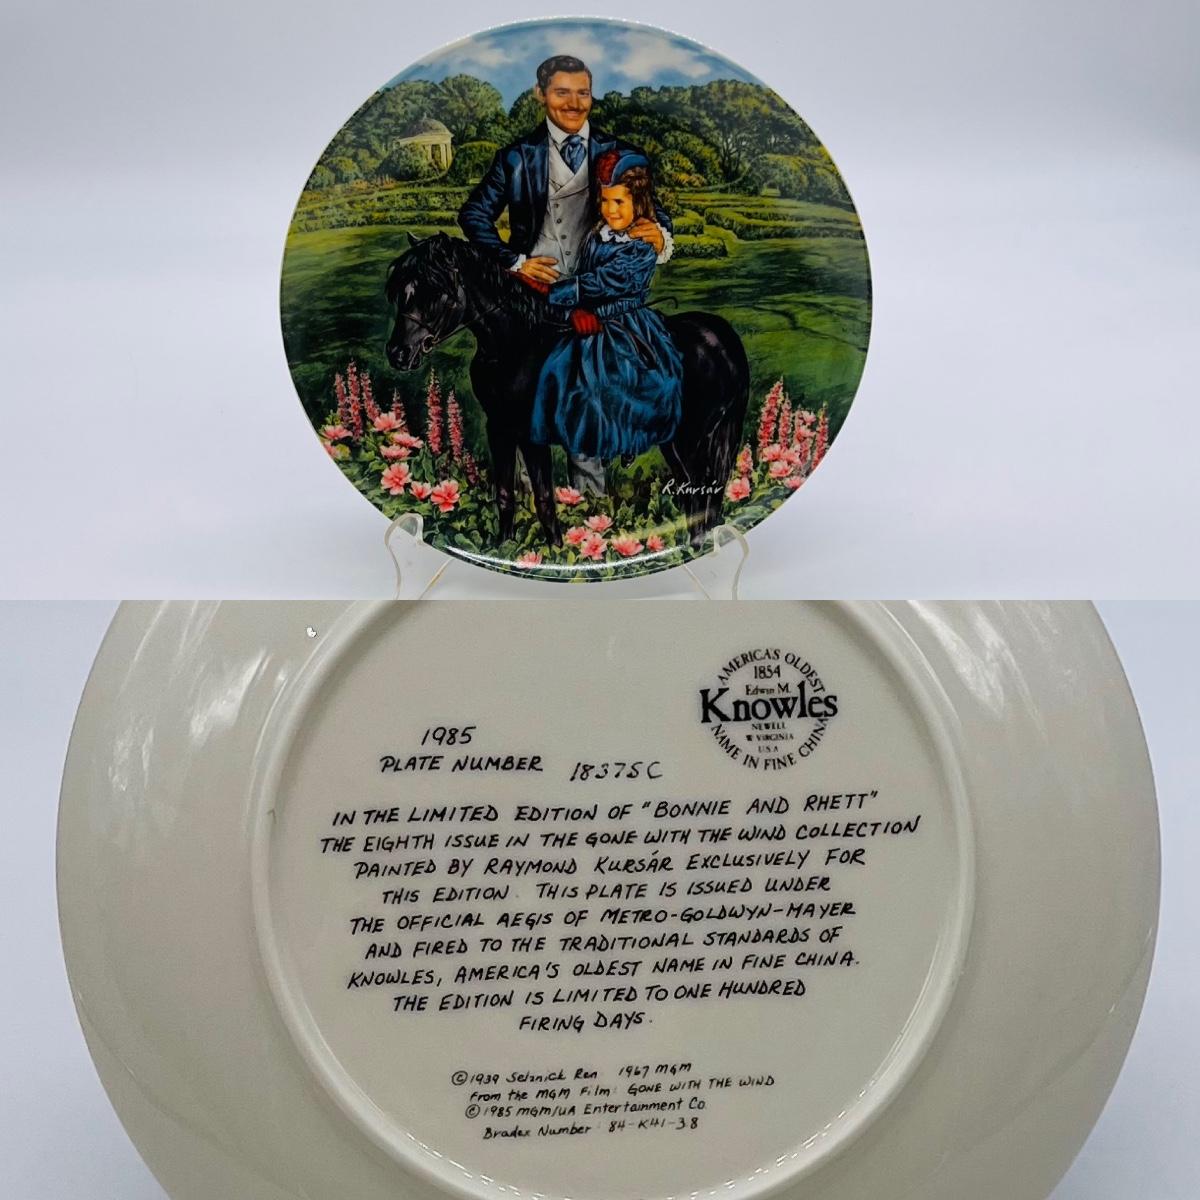 R. Kursár
AMERICA'S OLDEST
1854
Edwin M.
Knowles
NEWELL
W VIRGINIA
U.S.A
NAME IN FINE CHINA
1985
PLATE NUMBER 18375C
IN THE LIMITED EDITION OF "BONNIE AND RHETT"
THE EIGHTH ISSUE IN THE GONE WITH THE WIND COLLECTION
PAINTED BY RAYMOND KURSÁR EXCLUSIVELY FOR
THIS EDITION. THIS PLATE IS ISSUED UNDER
THE OFFICIAL AEGIS OF METRO-GOLDWYN-MAYER
AND FIRED TO THE TRADITIONAL STANDARDS OF
KNOWLES, AMERICA'S OLDEST NAME IN FINE CHINA.
THE EDITION IS LIMITED TO ONE HUNDRED
FIRING DAYS.
©1939 Selznick Ren 1967 MGM
From the MGM Film: GONE WITH THE WIND
©1985 MGM/UA Entertainment Co.
Bradex Number: 84-K41-3.8